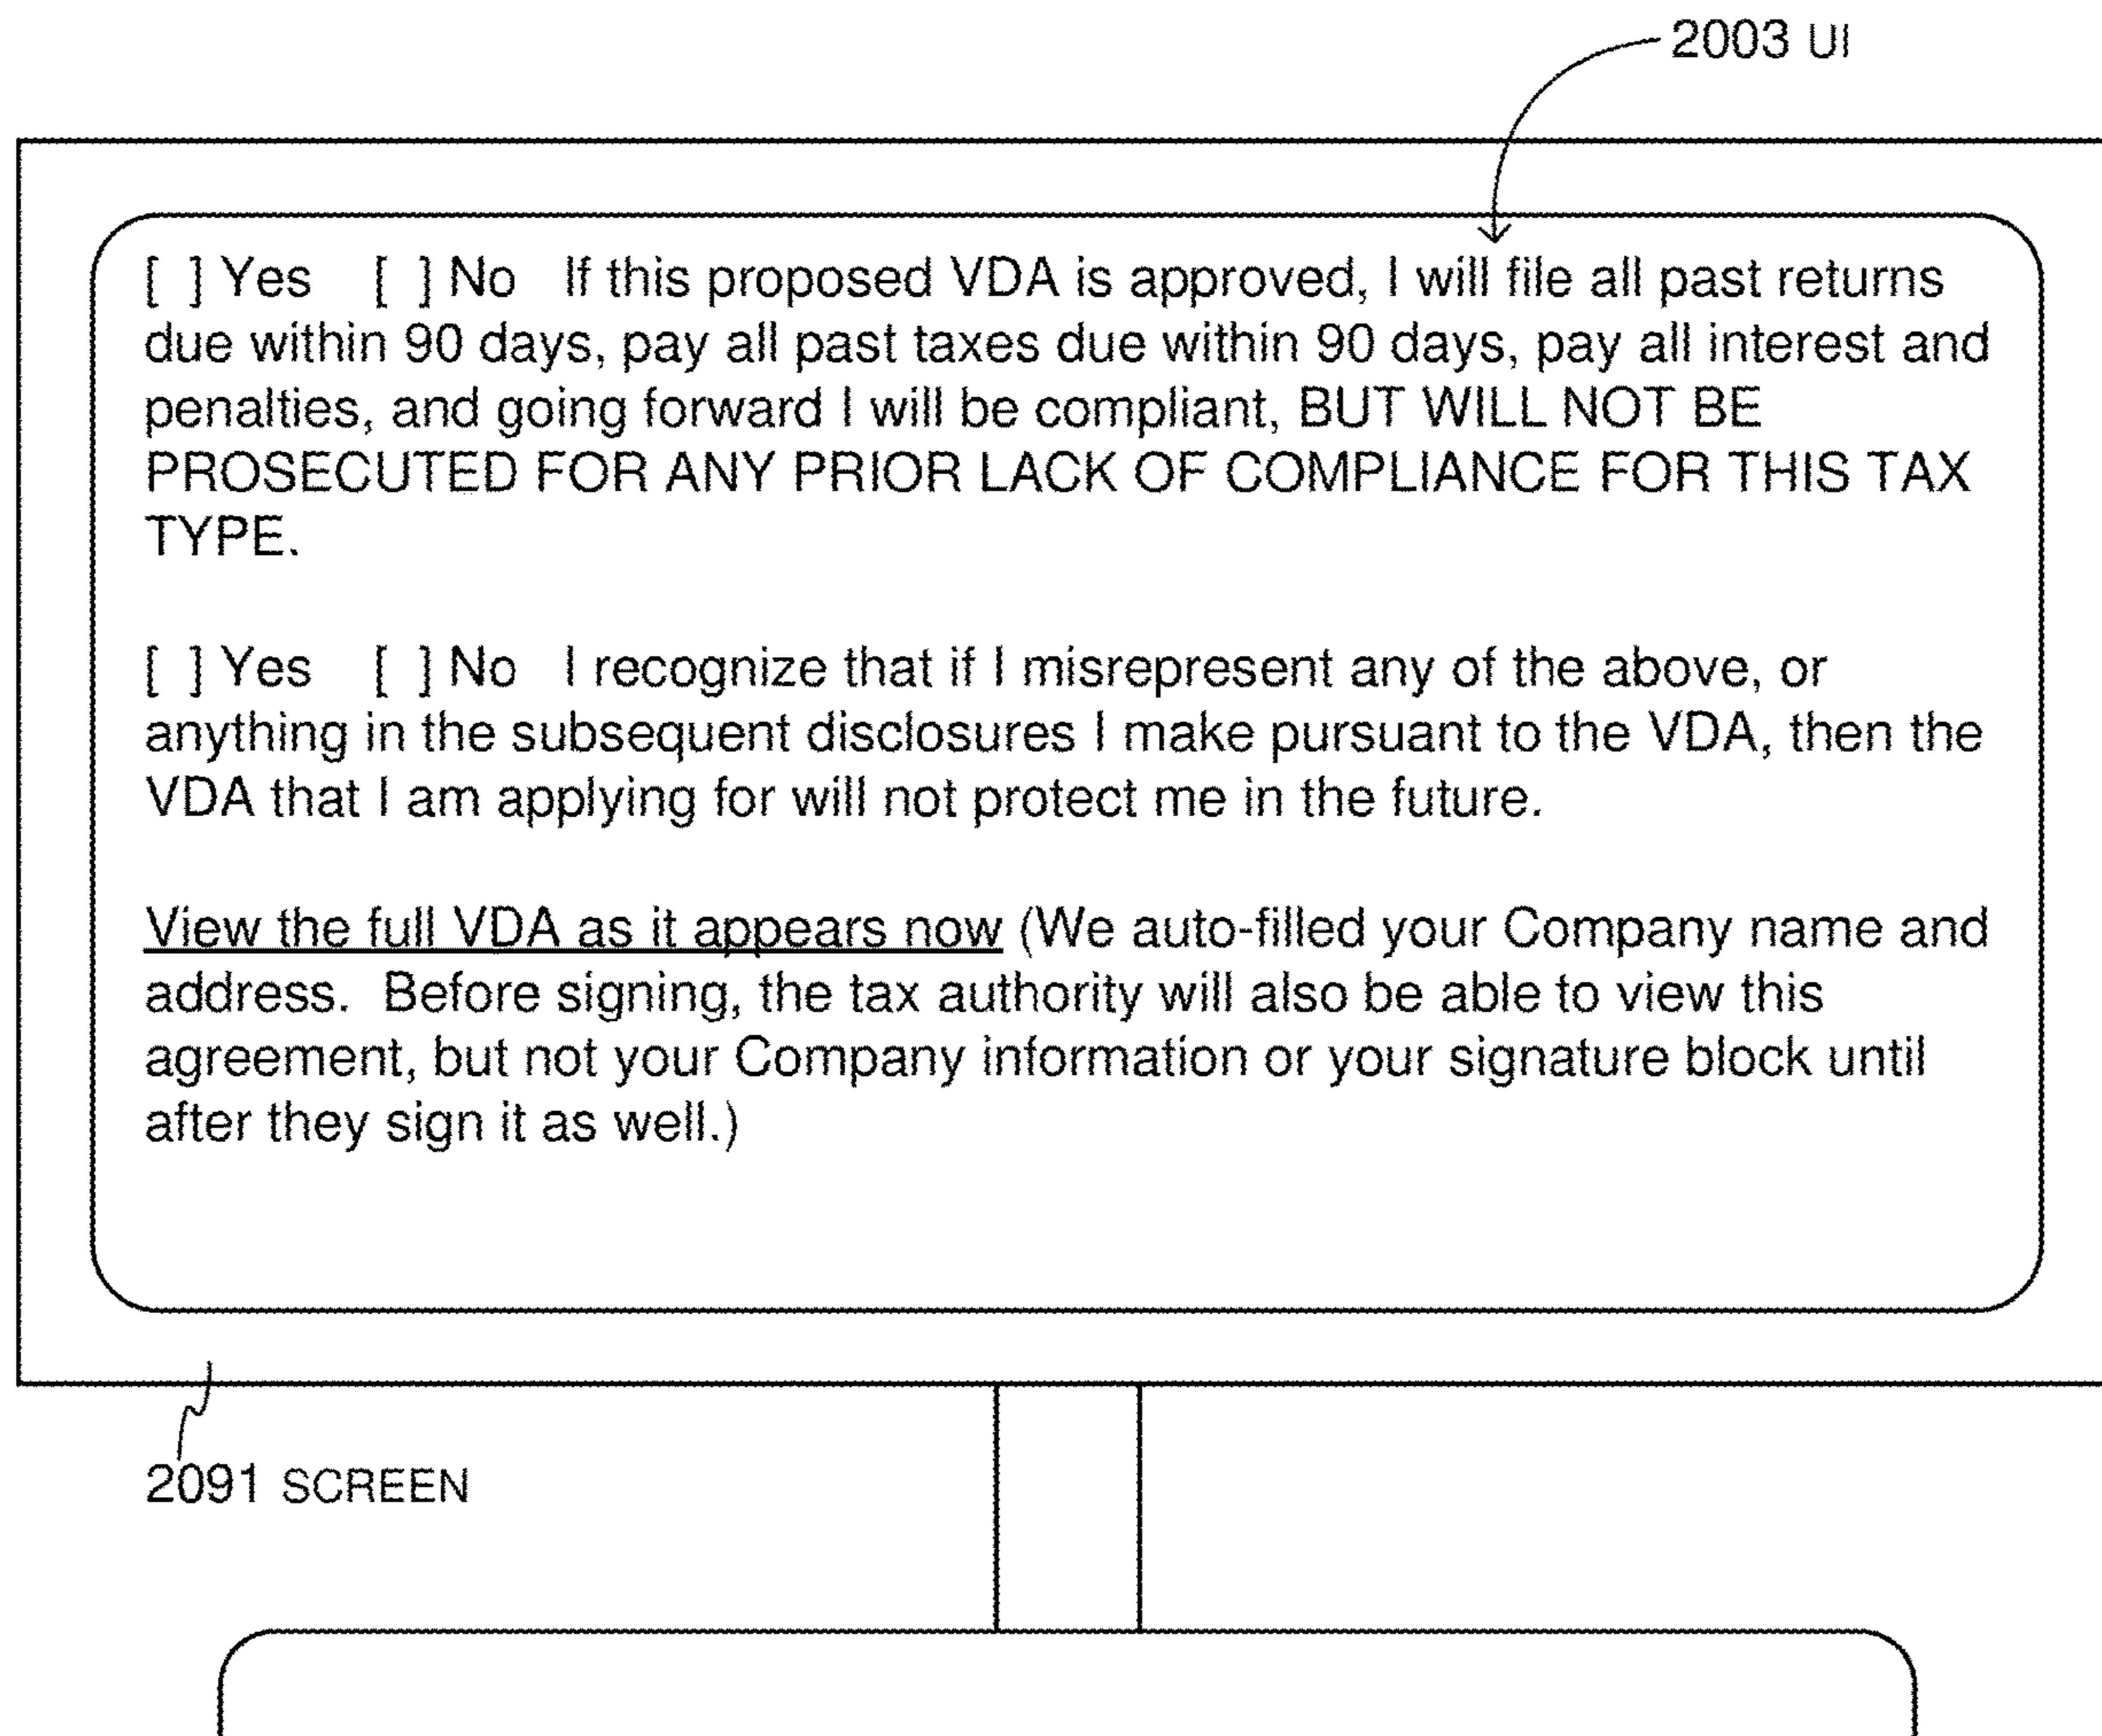 2003 UI
[ ] Yes [ ] No If this proposed VDA is approved, I will file all past returns
due within 90 days, pay all past taxes due within 90 days, pay all interest and
penalties, and going forward I will be compliant, BUT WILL NOT BE
PROSECUTED FOR ANY PRIOR LACK OF COMPLIANCE FOR THIS TAX
TYPE.
[ ] Yes [ ] No I recognize that if I misrepresent any of the above, or
anything in the subsequent disclosures I make pursuant to the VDA, then the
VDA that I am applying for will not protect me in the future.
View the full VDA as it appears now (We auto-filled your Company name and
address. Before signing, the tax authority will also be able to view this
agreement, but not your Company information or your signature block until
after they sign it as well.)
2091 SCREEN